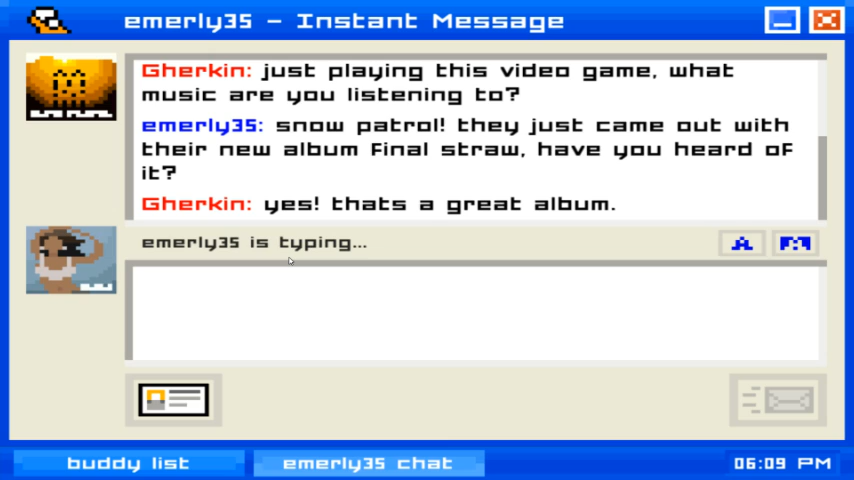 emerly35 - Instant Message
Gherkin: just playing this video game, what
music are you listening to?
emerly35: snow patrol! they just came out with
their new album final straw, have you heard of
it?
Gherkin: yes! thats a great album.
emerly35 is typing...
A
buddy list
emerly35 chat
06:09 PM